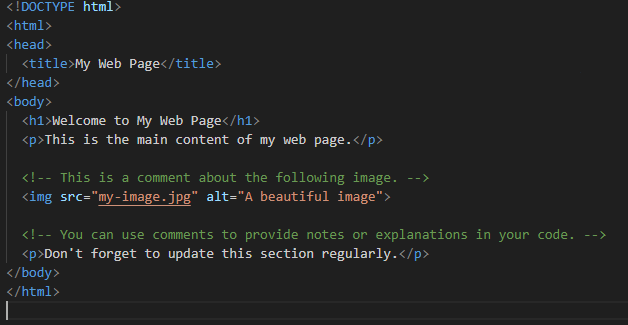 <!DOCTYPE html>
<html>
<head>
<title>My Web Page</title>
</head>
<body>
<h1>Welcome to My Web Page</h1>
<p>This is the main content of my web page.</p>
<!-- This is a comment about the following image. -->
<img src="my-image.jpg" alt="A beautiful image">
<!-- You can use comments to provide notes or explanations in your code. -->
<p>Don't forget to update this section regularly.</p>
</body>
</html>